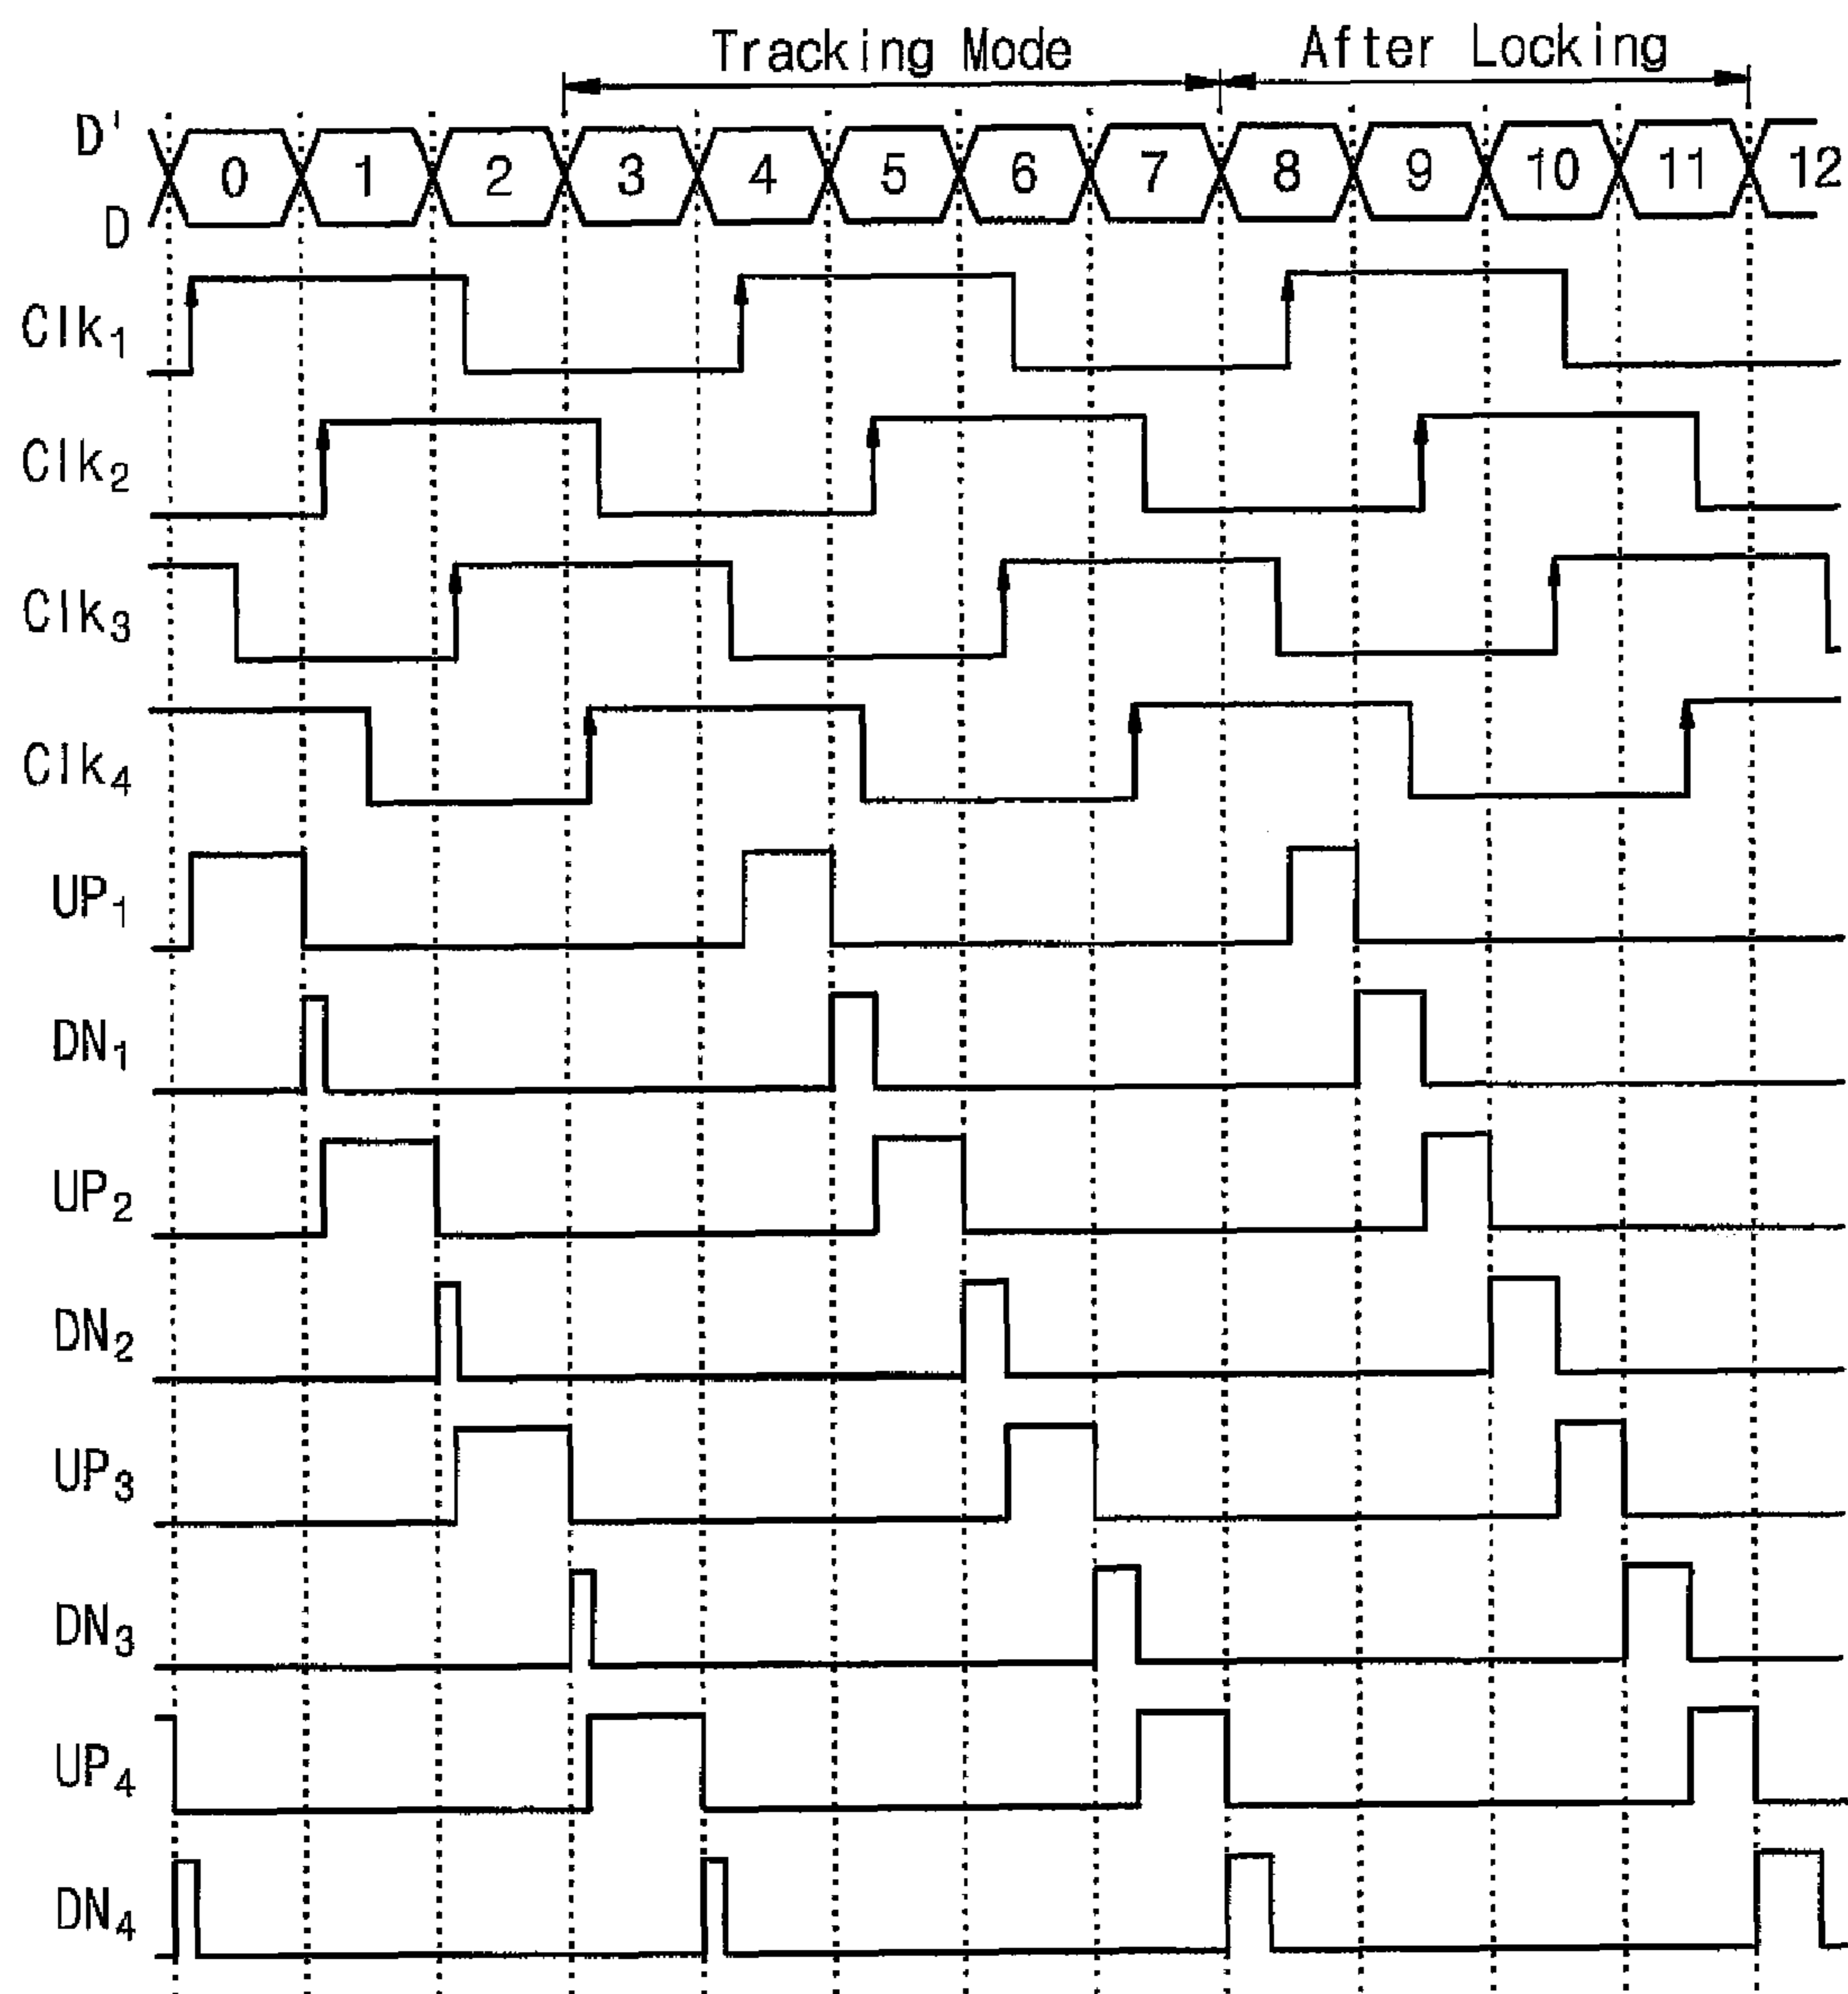 Tracking Mode After Locking
D'
0 1 2 3 4 5 6 7 8 9 10 11 12
D
Clk1
Clk2
Clk3
Clk4
UP1
DN1
UP2
DN2
UP3
DN3
UP4
DN4